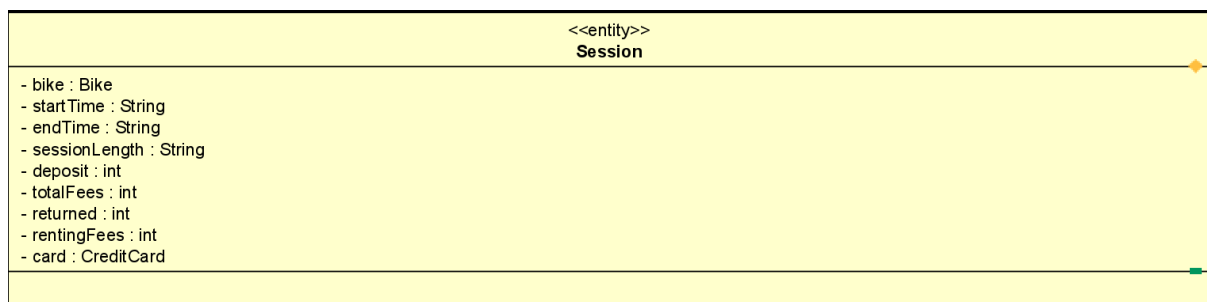 <<entity>>
Session
- bike : Bike
- startTime : String
- endTime : String
- sessionLength : String
- deposit : int
- totalFees : int
- returned : int
- rentingFees : int
- card : CreditCard